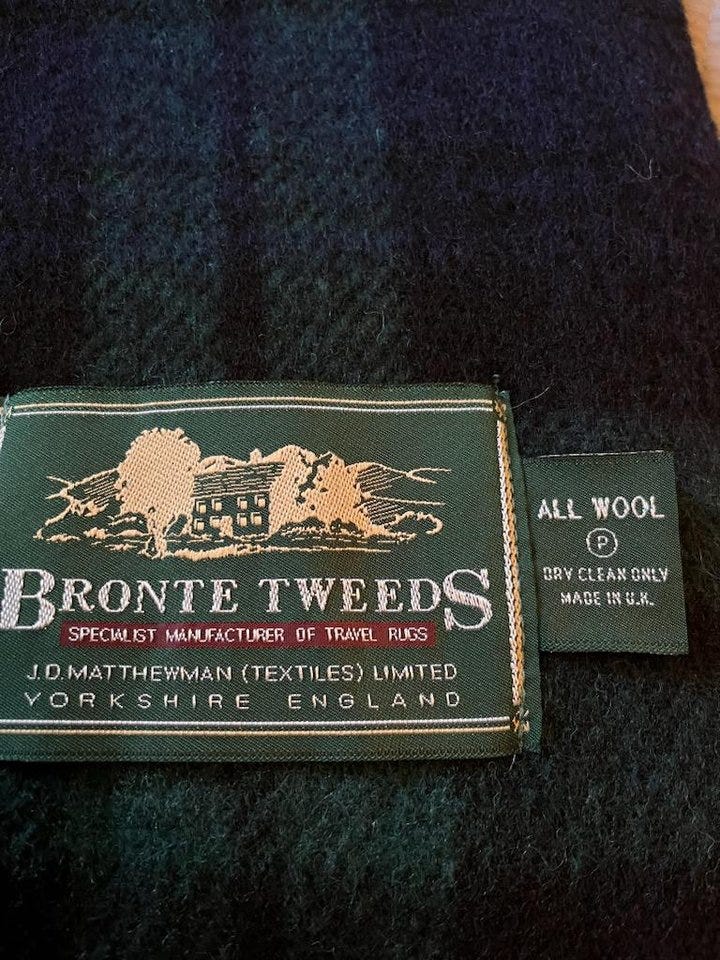 BRONTE TWEEDS
SPECIALIST MANUFACTURER OF TRAVEL RUGS
J.D.MATTHEWMAN (TEXTILES) LIMITED
YORKSHIRE ENGLAND
ALL WOOL
P
DRY CLEAN ONLY
MADE IN U.K.